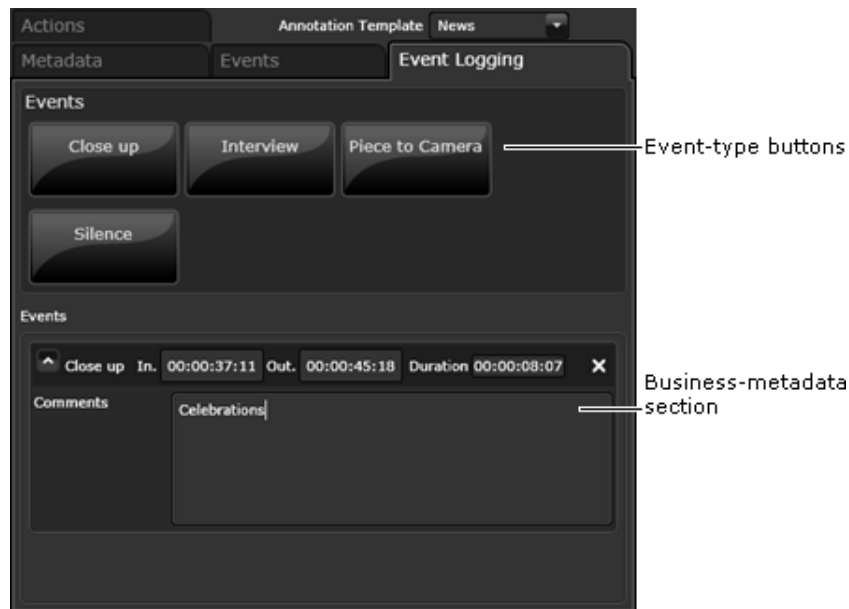 Actions Annotation Template News
Metadata Events Event Logging
Events
Close up Interview Piece to Camera
Event-type buttons
Silence
Events
^ Close up In. 00:00:37:11 Out. 00:00:45:18 Duration 00:00:08:07 X
Comments Celebrations
Business-metadata
section